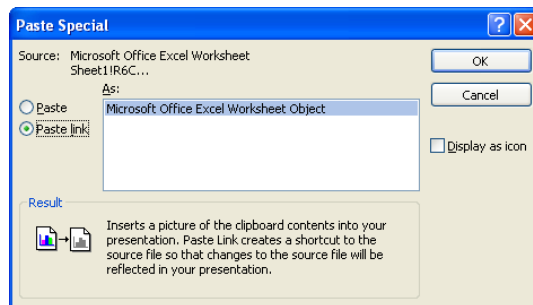 Paste Special
Source: Microsoft Office Excel Worksheet
Sheet1!R6C...
As:
Paste
Paste link
Microsoft Office Excel Worksheet Object
OK
Cancel
Display as icon
Result
Inserts a picture of the clipboard contents into your
presentation. Paste Link creates a shortcut to the
source file so that changes to the source file will be
reflected in your presentation.